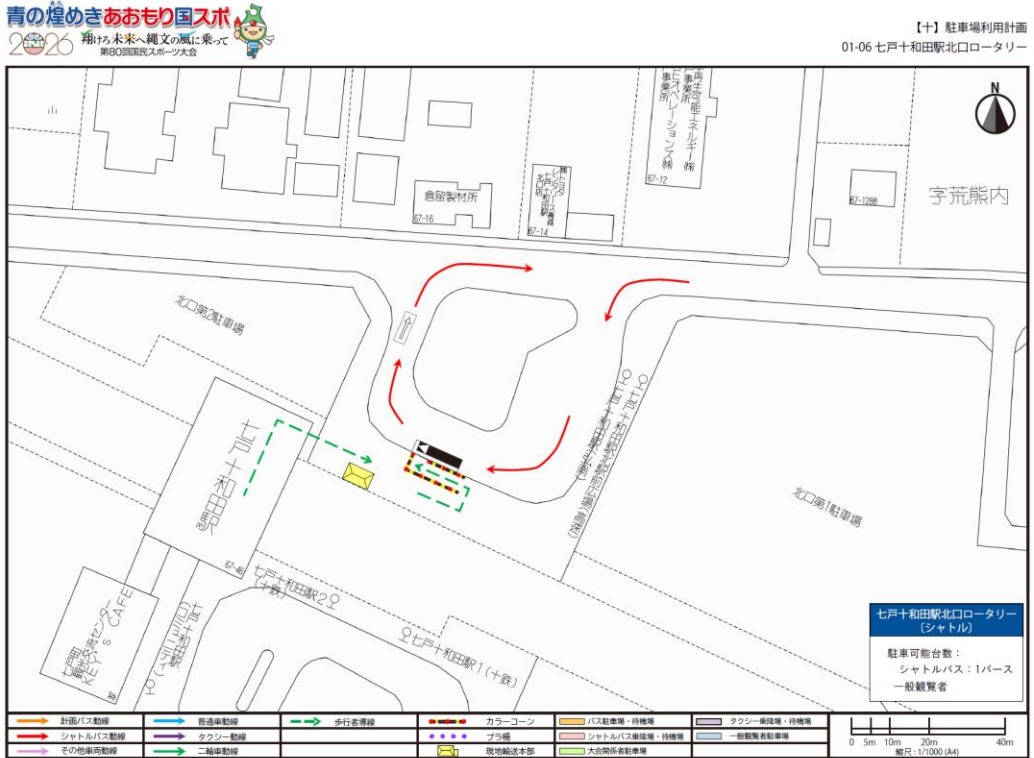 青の煌めきあおもり国スポ
2026 翔けろ未来へ縄文の風に乗って
第80回国民スポーツ大会
【十】駐車場利用計画
01-06 七戸十和田駅北口ロータリー
N
倉留製材所
67-16
67-14
67-12
67-1288
字荒熊内
北口第2駐車場
七戸十和田駅
67-46
北口第1駐車場
七戸十和田駅2
(十鉄)
七戸十和田駅1(十鉄)
KEY's CAFE
七戸十和田駅北口ロータリー
〔シャトル〕
駐車可能台数:
シャトルバス:1バース
一般観覧者
計画バス動線
普通車動線
歩行者導線
カラーコーン
バス駐車場・待機場
タクシー乗降場・待機場
シャトルバス動線
タクシー動線
プラ柵
シャトルバス乗降場・待機場
一般観覧者駐車場
その他車両動線
二輪車動線
現地輸送本部
大会関係者駐車場
0 5m 10m 20m 40m
縮尺:1/1000 (A4)